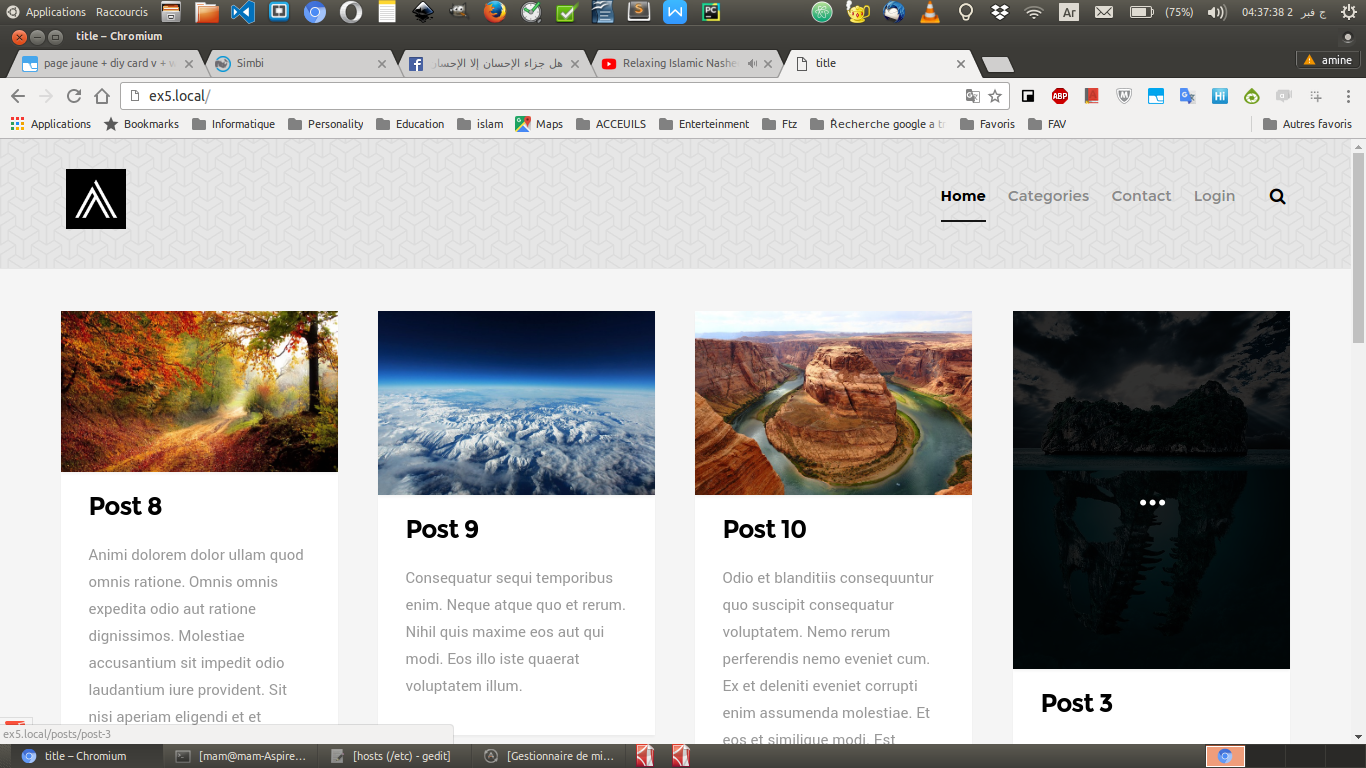 Applications Raccourcis Ar (75%) 04:37:38 2 ج فبر
title – Chromium
page jaune + diy card v + w Simbi هل جزاء الإحسان إلا الإحسان Relaxing Islamic Nashe title amine
ex5.local/
Applications Bookmarks Informatique Personality Education islam Maps ACCEUILS Enterteinment Ftz Recherche google a tr Favoris FAV Autres favoris
Home Categories Contact Login
Post 8
Animi dolorem dolor ullam quod
omnis ratione. Omnis omnis
expedita odio aut ratione
dignissimos. Molestiae
accusantium sit impedit odio
laudantium iure provident. Sit
nisi aperiam eligendi et et
Post 9
Consequatur sequi temporibus
enim. Neque atque quo et rerum.
Nihil quis maxime eos aut qui
modi. Eos illo iste quaerat
voluptatem illum.
Post 10
Odio et blanditiis consequuntur
quo suscipit consequatur
voluptatem. Nemo rerum
perferendis nemo eveniet cum.
Ex et deleniti eveniet corrupti
enim assumenda molestiae. Et
eos et similique modi. Est
Post 3
ex5.local/posts/post-3
title – Chromium [mam@mam-Aspire… [hosts (/etc) - gedit] [Gestionnaire de mi…